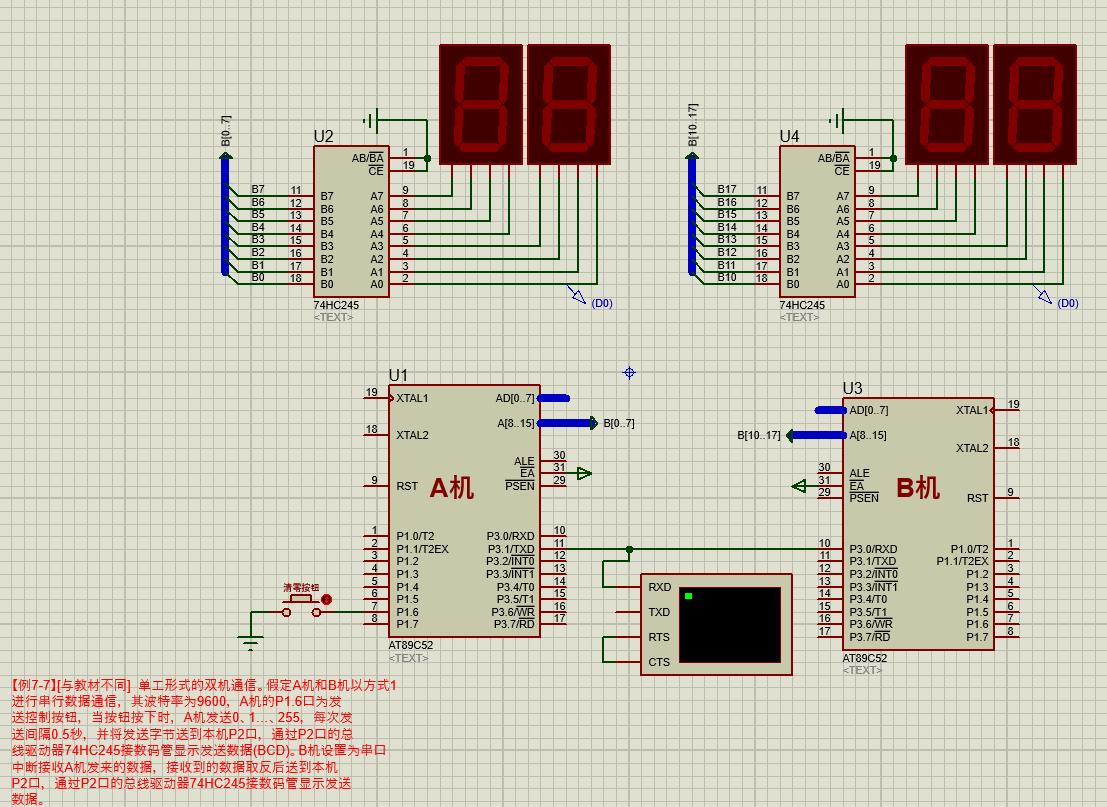 B[0..7]
U2
AB/BA
CE
1
19
B7 11 B7 A7 9
B6 12 B6 A6 8
B5 13 B5 A5 7
B4 14 B4 A4 6
B3 15 B3 A3 5
B2 16 B2 A2 4
B1 17 B1 A1 3
B0 18 B0 A0 2
74HC245
<TEXT>
(D0)
B[10..17]
U4
AB/BA
CE
1
19
B17 11 B7 A7 9
B16 12 B6 A6 8
B15 13 B5 A5 7
B14 14 B4 A4 6
B13 15 B3 A3 5
B12 16 B2 A2 4
B11 17 B1 A1 3
B10 18 B0 A0 2
74HC245
<TEXT>
(D0)
U1
19 XTAL1 AD[0..7]
A[8..15] B[0..7]
18 XTAL2
ALE 30
EA 31
9 RST PSEN 29
A机
1 P1.0/T2 P3.0/RXD 10
2 P1.1/T2EX P3.1/TXD 11
3 P1.2 P3.2/INT0 12
4 P1.3 P3.3/INT1 13
5 P1.4 P3.4/T0 14
6 P1.5 P3.5/T1 15
7 P1.6 P3.6/WR 16
8 P1.7 P3.7/RD 17
AT89C52
<TEXT>
清零按钮
RXD
TXD
RTS
CTS
U3
AD[0..7] XTAL1 19
B[10..17] A[8..15]
XTAL2 18
30 ALE
31 EA
29 PSEN RST 9
B机
10 P3.0/RXD P1.0/T2 1
11 P3.1/TXD P1.1/T2EX 2
12 P3.2/INT0 P1.2 3
13 P3.3/INT1 P1.3 4
14 P3.4/T0 P1.4 5
15 P3.5/T1 P1.5 6
16 P3.6/WR P1.6 7
17 P3.7/RD P1.7 8
AT89C52
<TEXT>
【例7-7】[与教材不同] 单工形式的双机通信。假定A机和B机以方式1
进行串行数据通信，其波特率为9600，A机的P1.6口为发
送控制按钮，当按钮按下时，A机发送0、1…、255，每次发
送间隔0.5秒，并将发送字节送到本机P2口，通过P2口的总
线驱动器74HC245接数码管显示发送数据(BCD)。B机设置为串口
中断接收A机发来的数据，接收到的数据取反后送到本机
P2口，通过P2口的总线驱动器74HC245接数码管显示发送
数据。